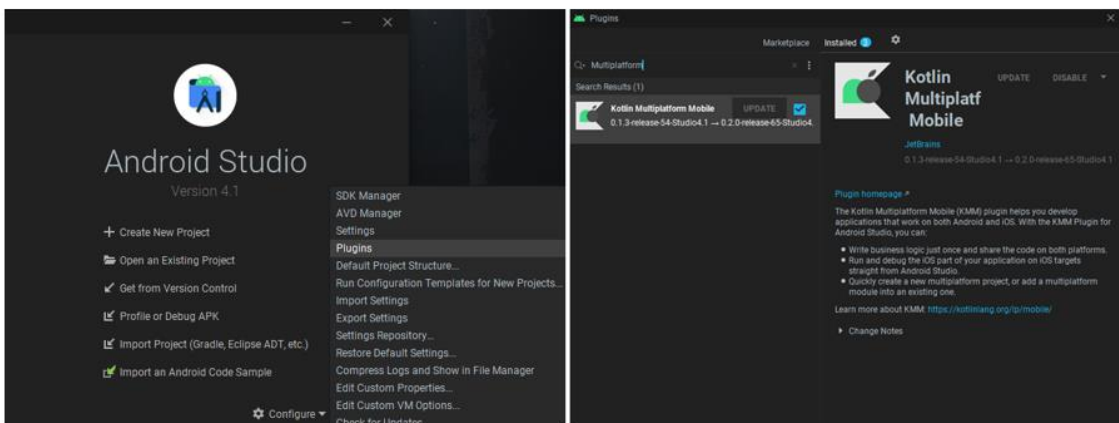 Android Studio
Version 4.1
Create New Project
Open an Existing Project
Get from Version Control
Profile or Debug APK
Import Project (Gradle, Eclipse ADT, etc.)
Import an Android Code Sample
Configure
SDK Manager
AVD Manager
Settings
Plugins
Default Project Structure...
Run Configuration Templates for New Projects...
Import Settings
Export Settings
Settings Repository...
Restore Default Settings...
Compress Logs and Show in File Manager
Edit Custom Properties...
Edit Custom VM Options...
Check for Updates
Plugins
Marketplace Installed 3
Multiplatform
Search Results (1)
Kotlin Multiplatform Mobile UPDATE
0.1.3-release-54-Studio4.1 → 0.2.0-release-65-Studio4.
Kotlin UPDATE DISABLE
Multiplatf
Mobile
JetBrains
0.1.3-release-54-Studio4.1 → 0.2.0-release-65-Studio4.1
Plugin homepage
The Kotlin Multiplatform Mobile (KMM) plugin helps you develop
applications that work on both Android and iOS. With the KMM Plugin for
Android Studio, you can:
Write business logic just once and share the code on both platforms.
Run and debug the iOS part of your application on iOS targets
straight from Android Studio.
Quickly create a new multiplatform project, or add a multiplatform
module into an existing one.
Learn more about KMM: https://kotlinlang.org/lp/mobile/
Change Notes